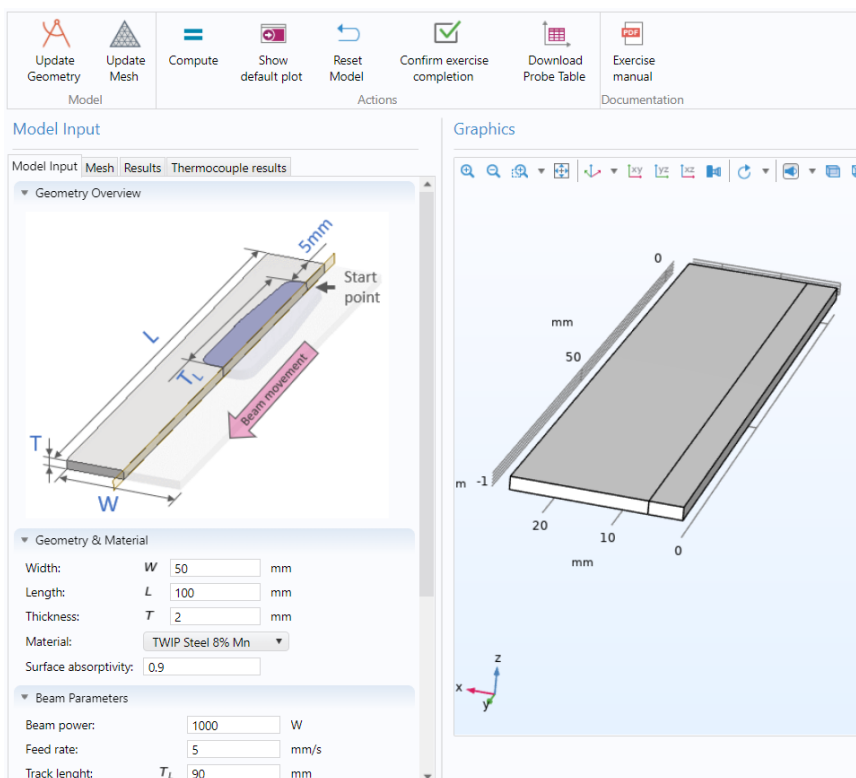 Update Geometry
Update Mesh
Compute
Show default plot
Reset Model
Confirm exercise completion
Download Probe Table
Exercise manual
PDF
Model
Actions
Documentation
Model Input
Model Input
Mesh
Results
Thermocouple results
Geometry Overview
5mm
Start point
L
TL
Beam movement
T
W
Geometry & Material
Width: W 50 mm
Length: L 100 mm
Thickness: T 2 mm
Material: TWIP Steel 8% Mn
Surface absorptivity: 0.9
Beam Parameters
Beam power: 1000 W
Feed rate: 5 mm/s
Track lenght: TL 90 mm
Graphics
xy
yz
xz
0
mm
50
m -1
20
10
0
mm
z
x
y